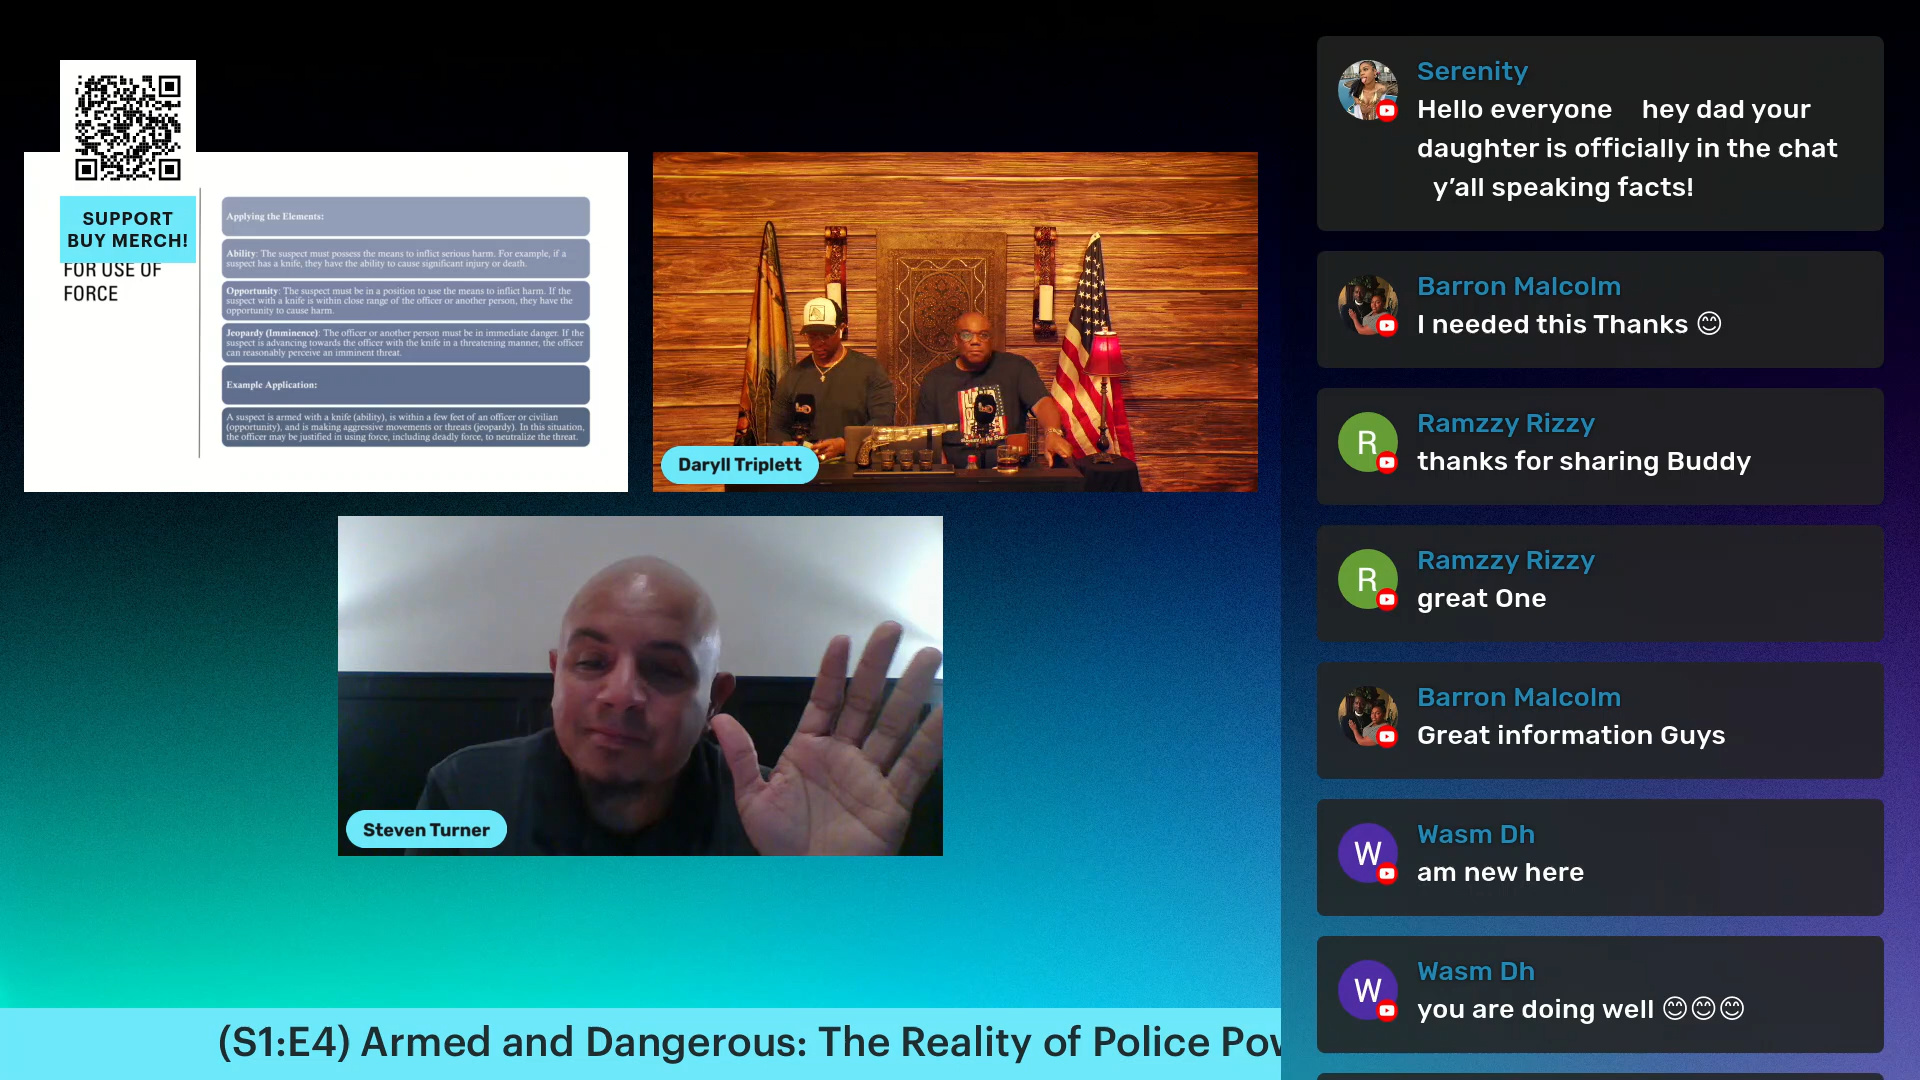 SUPPORT
BUY MERCH!
FOR USE OF
FORCE
Applying the Elements:
Ability: The suspect must possess the means to inflict serious harm. For example, if a
suspect has a knife, they have the ability to cause significant injury or death.
Opportunity: The suspect must be in a position to use the means to inflict harm. If the
suspect with a knife is within close range of the officer or another person, they have the
opportunity to cause harm.
Jeopardy (Imminence): The officer or another person must be in immediate danger. If the
suspect is advancing towards the officer with the knife in a threatening manner, the officer
can reasonably perceive an imminent threat.
Example Application:
A suspect is armed with a knife (ability), is within a few feet of an officer or civilian
(opportunity), and is making aggressive movements or threats (jeopardy). In this situation,
the officer may be justified in using force, including deadly force, to neutralize the threat.
Daryll Triplett
Steven Turner
(S1:E4) Armed and Dangerous: The Reality of Police Pow
Serenity
Hello everyone hey dad your
daughter is officially in the chat
y’all speaking facts!
Barron Malcolm
I needed this Thanks 😊
R
Ramzzy Rizzy
thanks for sharing Buddy
R
Ramzzy Rizzy
great One
Barron Malcolm
Great information Guys
W
Wasm Dh
am new here
W
Wasm Dh
you are doing well 😊😊😊